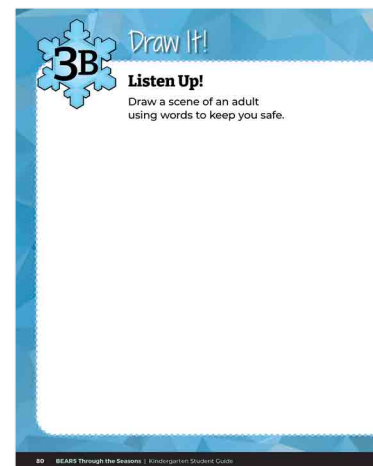 3B
Draw It!
Listen Up!
Draw a scene of an adult
using words to keep you safe.
80 BEARS Through the Seasons | Kindergarten Student Guide